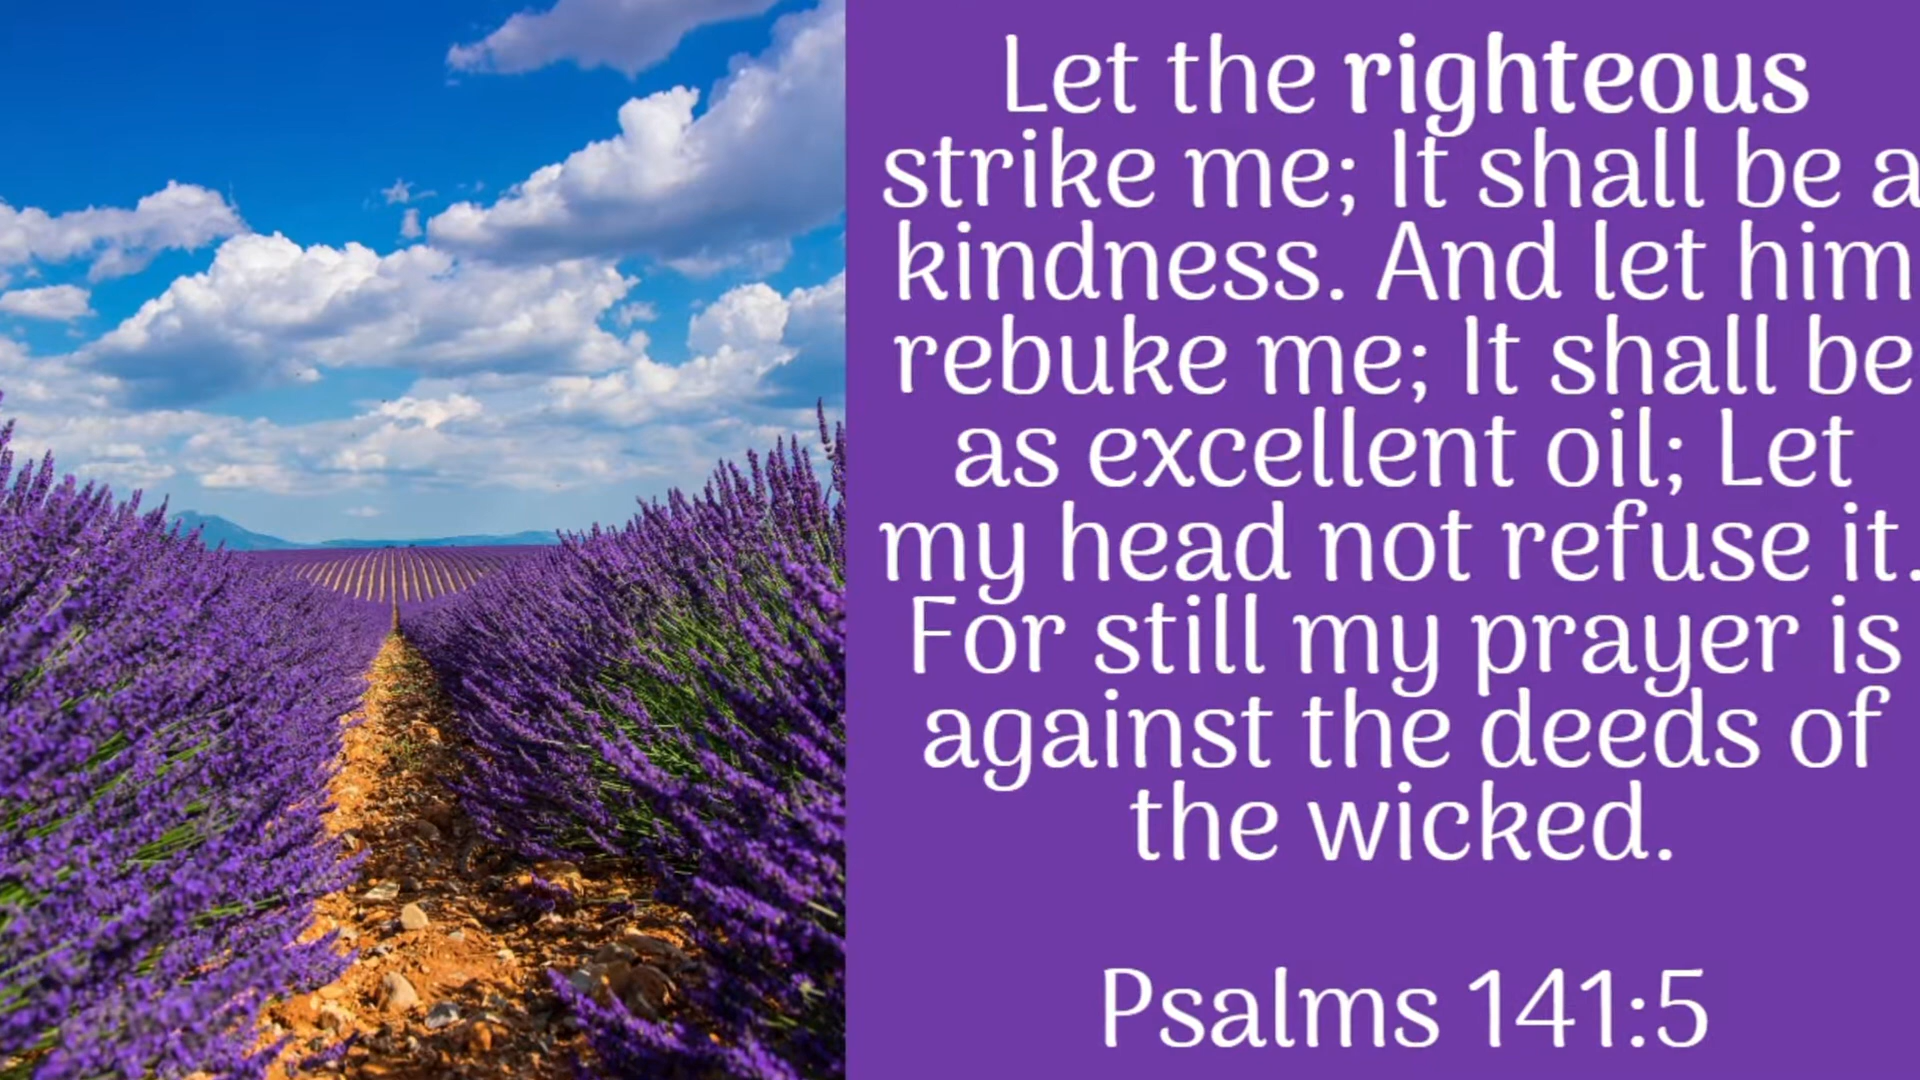 Let the righteous
strike me; It shall be a
kindness. And let him
rebuke me; It shall be
as excellent oil; Let
my head not refuse it.
For still my prayer is
against the deeds of
the wicked.
Psalms 141:5